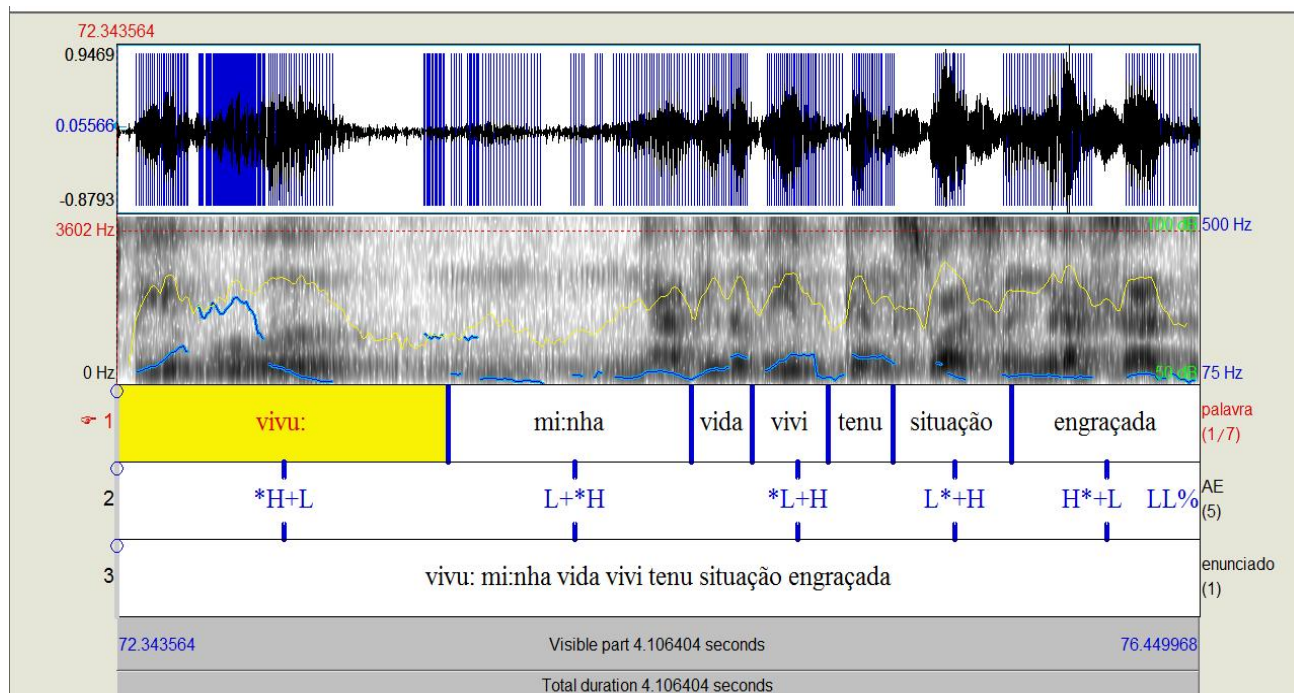 72.343564
0.9469
0.05566
-0.8793
3602 Hz 100 dB 500 Hz
0 Hz 50 dB 75 Hz
1 vivu: mi:nha vida vivi tenu situação engraçada palavra (1/7)
2 *H+L L+*H *L+H L*+H H*+L LL% AE (5)
3 vivu: mi:nha vida vivi tenu situação engraçada enunciado (1)
72.343564 Visible part 4.106404 seconds 76.449968
Total duration 4.106404 seconds